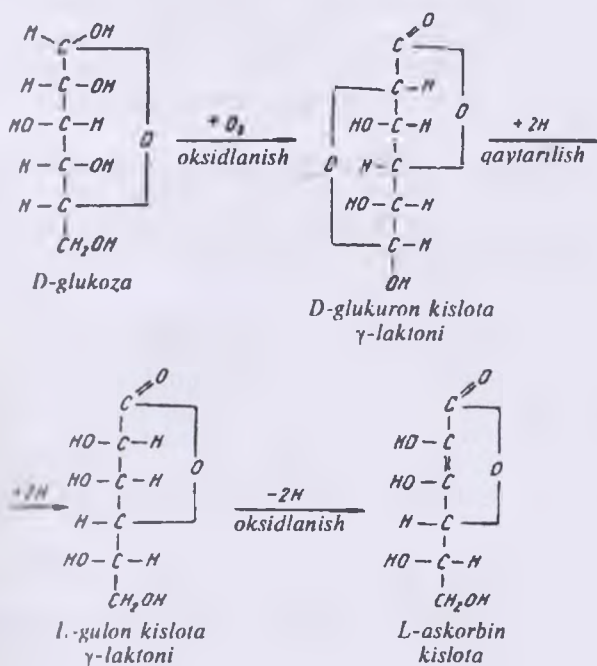 H OH
C
H—C—OH
HO—C—H
O
H—C—OH
H—C
CH₂OH
D-glukoza
+ O₂
oksidlanish
O
C
C—H
O
HO—C—H
O
H—C
HO—C—H
C—H
OH
D-glukuron kislota
γ-laktoni
+ 2H
qaytarilish
+2H
O
C
HO—C—H
O
HO—C—H
H—C
HO—C—H
CH₂OH
L-gulon kislota
γ-laktoni
-2H
oksidlanish
O
C
HO—C
O
HO—C
H—C
HO—C—H
CH₂OH
L-askorbin
kislota